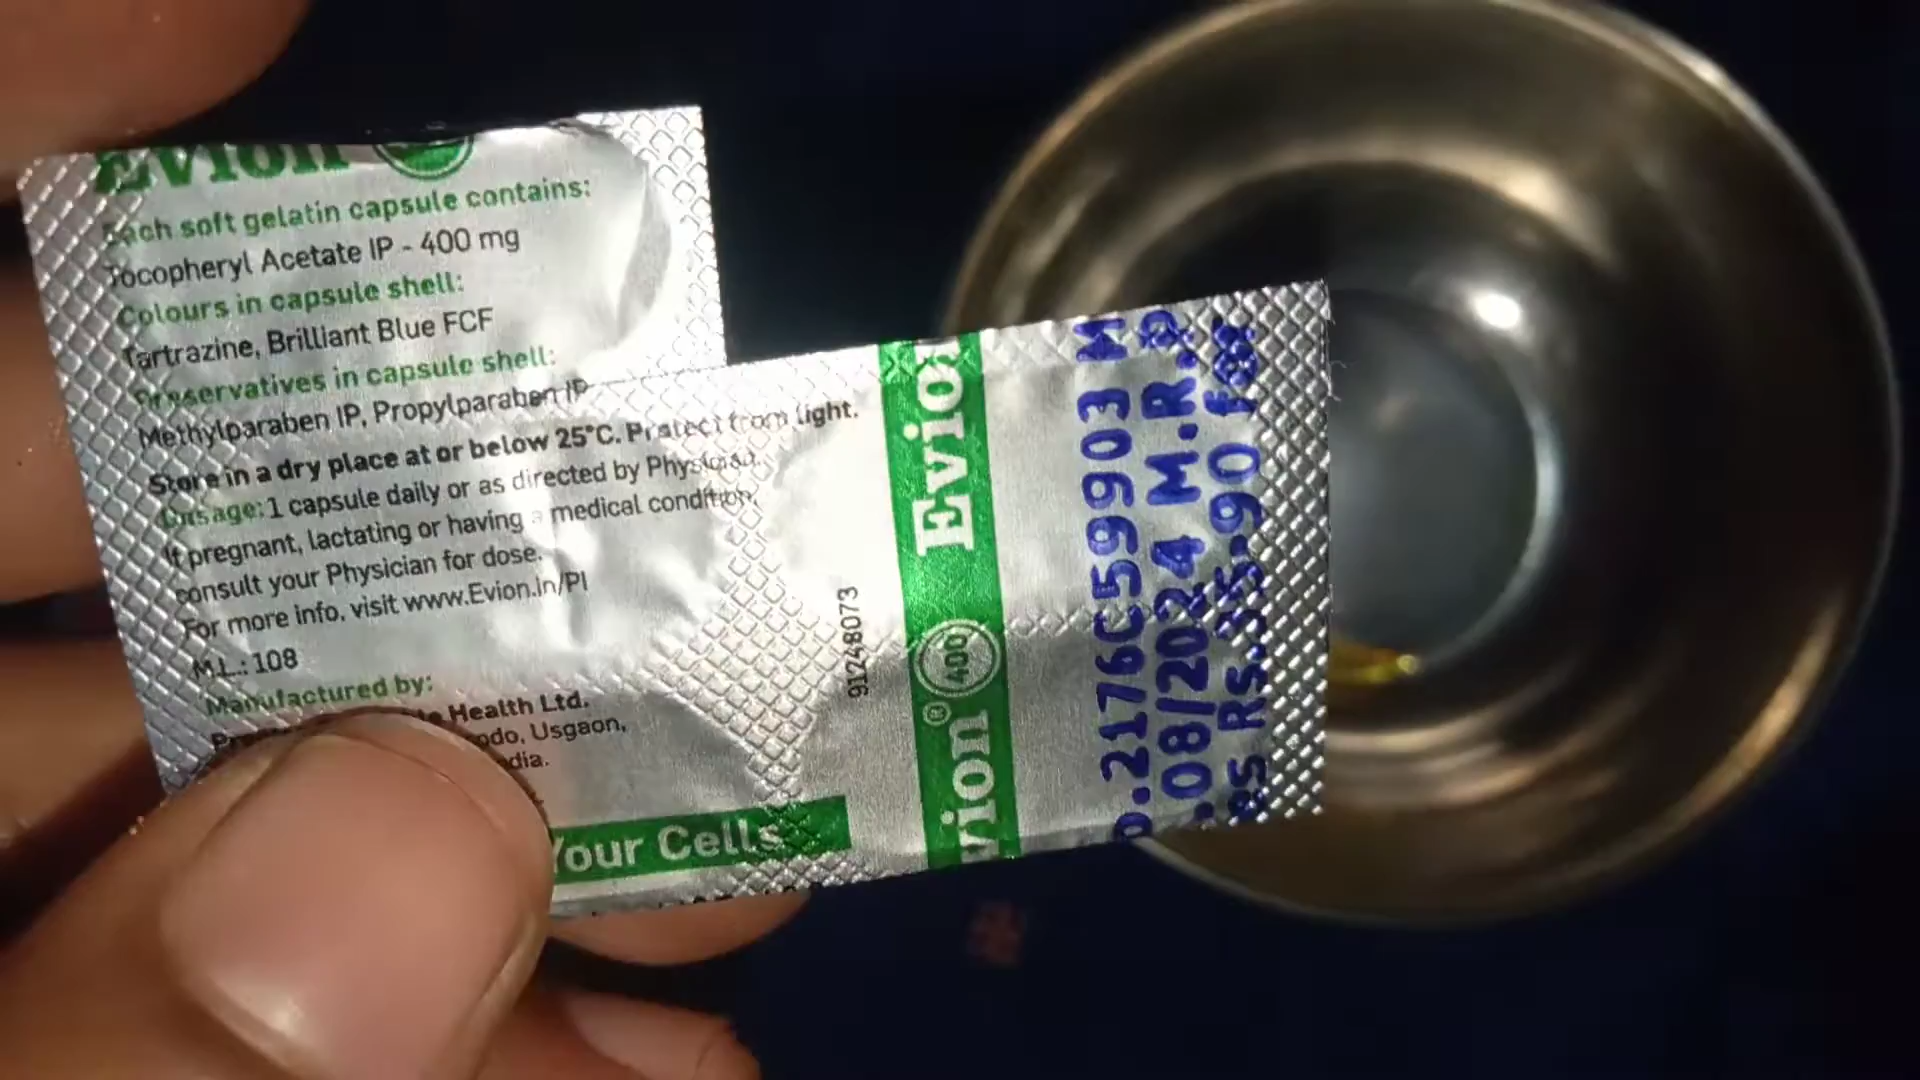 Evion
Each soft gelatin capsule contains:
Tocopheryl Acetate IP - 400 mg
Colours in capsule shell:
Tartrazine, Brilliant Blue FCF
Preservatives in capsule shell:
Methylparaben IP, Propylparaben IP
Store in a dry place at or below 25°C. Protect from light.
Dosage: 1 capsule daily or as directed by Physician.
If pregnant, lactating or having a medical condition,
consult your Physician for dose.
For more info. visit www.Evion.in/PI
M.L.: 108
Manufactured by:
Health Ltd.
Usgaon,
Your Cells
91248073
Evion
Evion® 400
.2176C599903 M
.08/2024 M.R.P
Rs.35-90 for